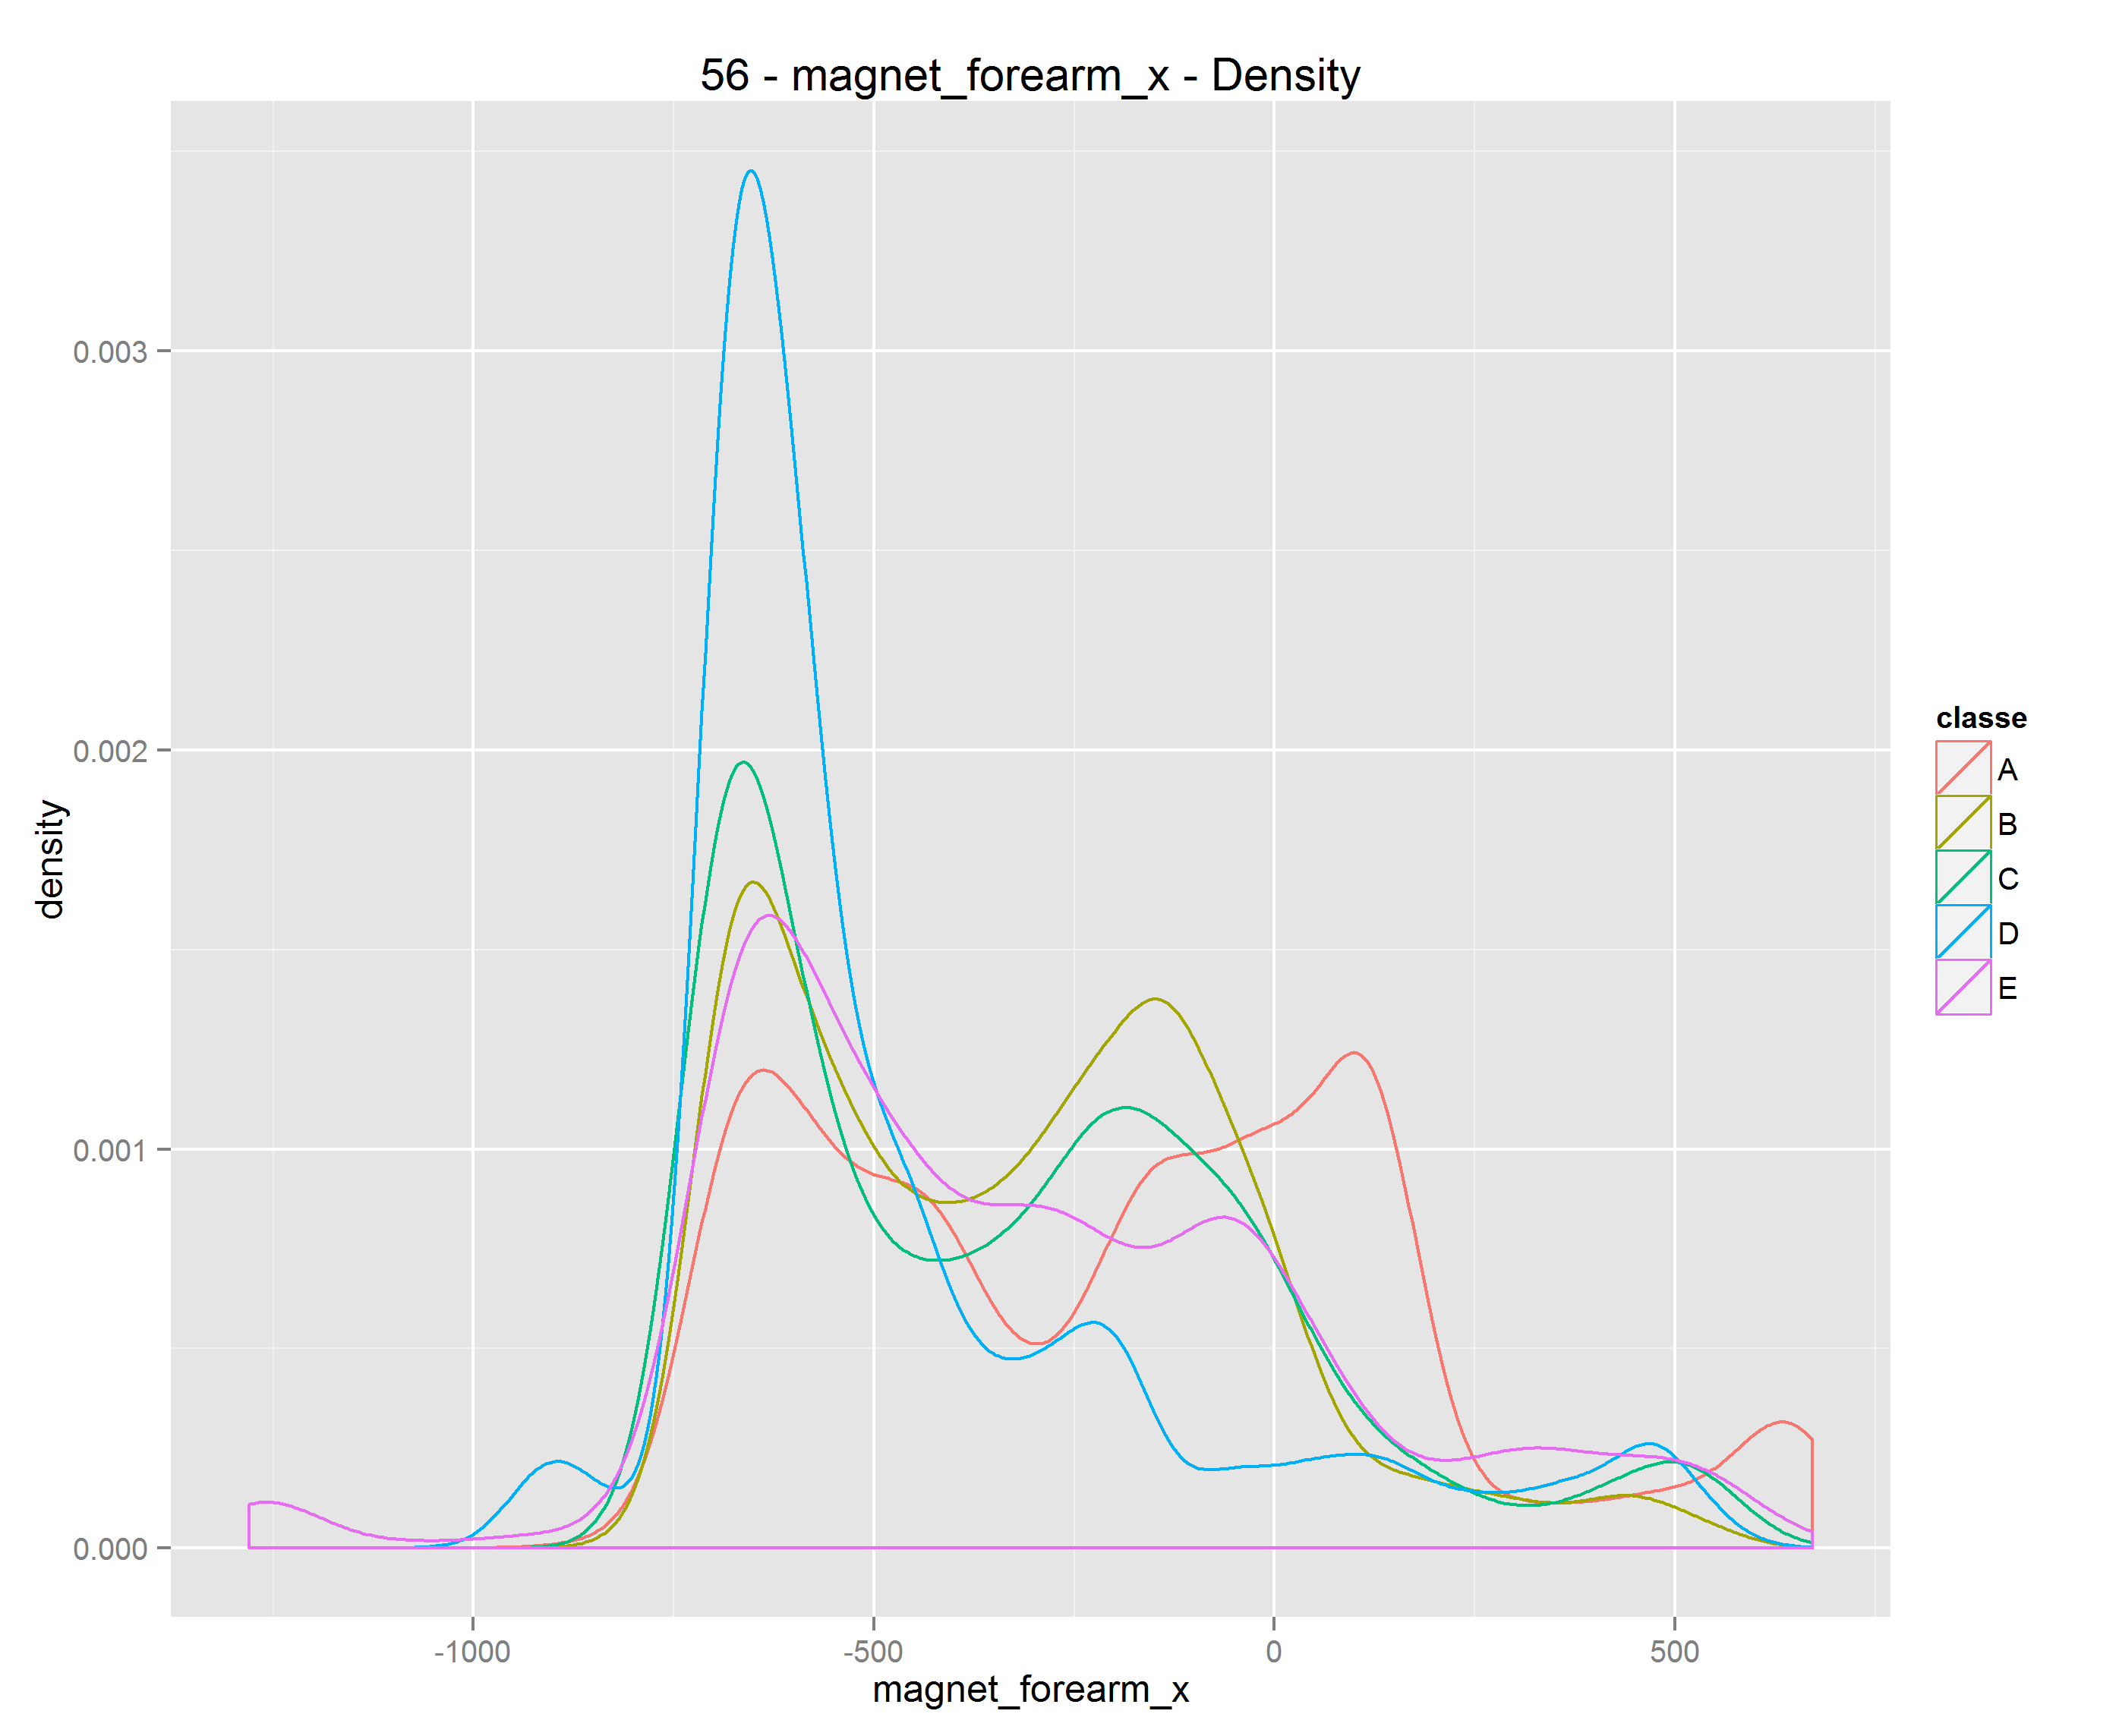 56 - magnet_forearm_x - Density
0.003
0.002
0.001
0.000
density
-1000 -500 0 500
magnet_forearm_x
classe
A
B
C
D
E